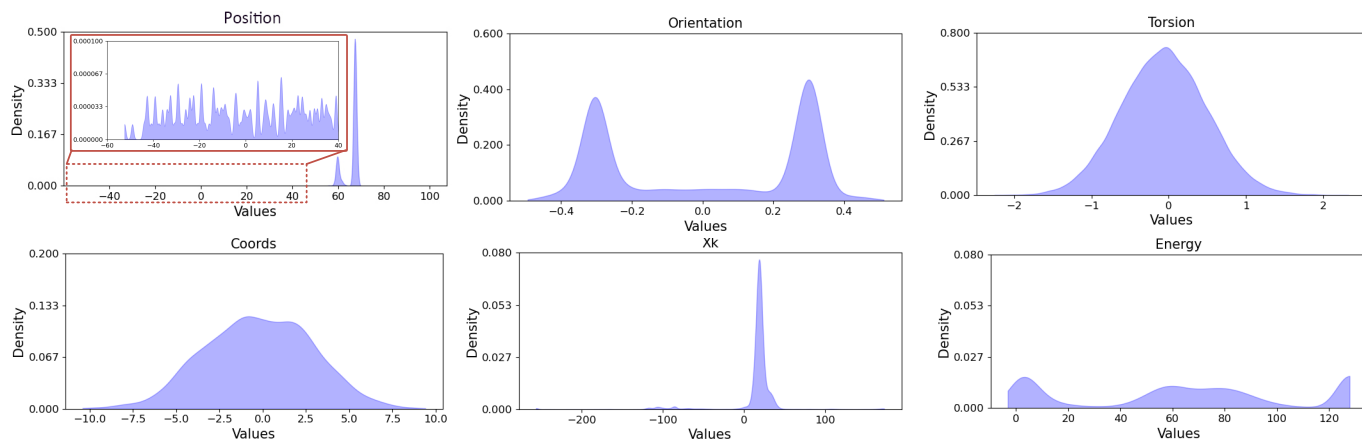 Position
0.500
0.333
0.167
0.000
Density
0.000100
0.000067
0.000033
0.000000
−60 −40 −20 0 20 40
−40 −20 0 20 40 60 80 100
Values
Orientation
0.600
0.400
0.200
0.000
Density
−0.4 −0.2 0.0 0.2 0.4
Values
Torsion
0.800
0.533
0.267
0.000
Density
−2 −1 0 1 2
Values
Coords
0.200
0.133
0.067
0.000
Density
−10.0 −7.5 −5.0 −2.5 0.0 2.5 5.0 7.5 10.0
Values
Xk
0.080
0.053
0.027
0.000
Density
−200 −100 0 100
Values
Energy
0.080
0.053
0.027
0.000
Density
0 20 40 60 80 100 120
Values